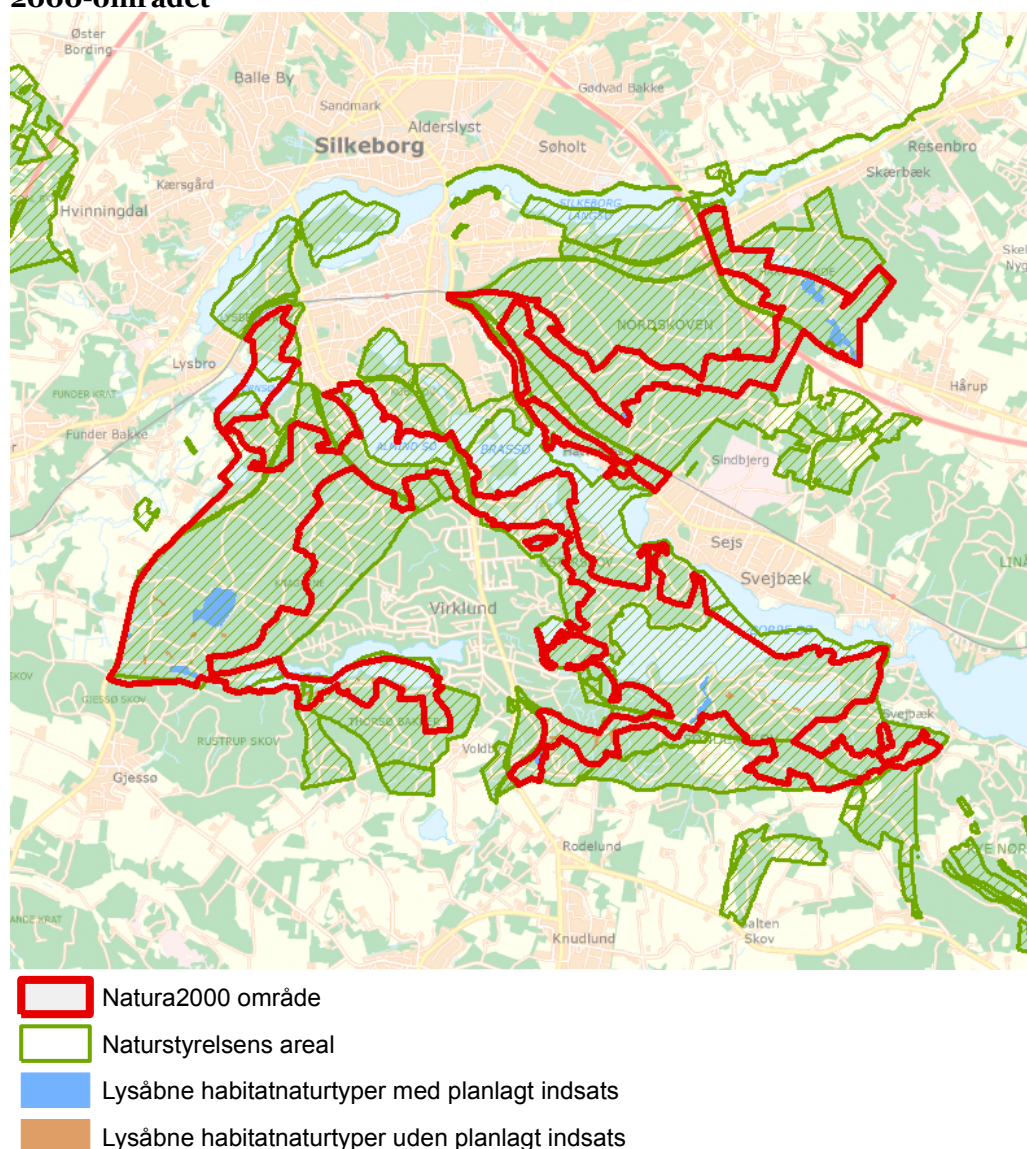 2000-området
Øster
Bording
Balle By
Gødvad Bakke
Sandmark
Alderslyst
Silkeborg
Søholt
Resenbro
Skærbæk
Kærsgård
Hvinningdal
SILKEBORG
LANGSØ
NORDSKOVEN
Lysbro
FUNDER KRAT
Hårup
Funder Bakke
ALMIND SØ
BRASSØ
Sindbjerg
Sejs
Svejbæk
Virklund
SKOV
GJESSØ SKOV
THORSØ BAKKER
RUSTRUP SKOV
Svejbæk
Gjessø
Rodelund
Knudlund
Salten
Skov
Natura2000 område
Naturstyrelsens areal
Lysåbne habitatnaturtyper med planlagt indsats
Lysåbne habitatnaturtyper uden planlagt indsats